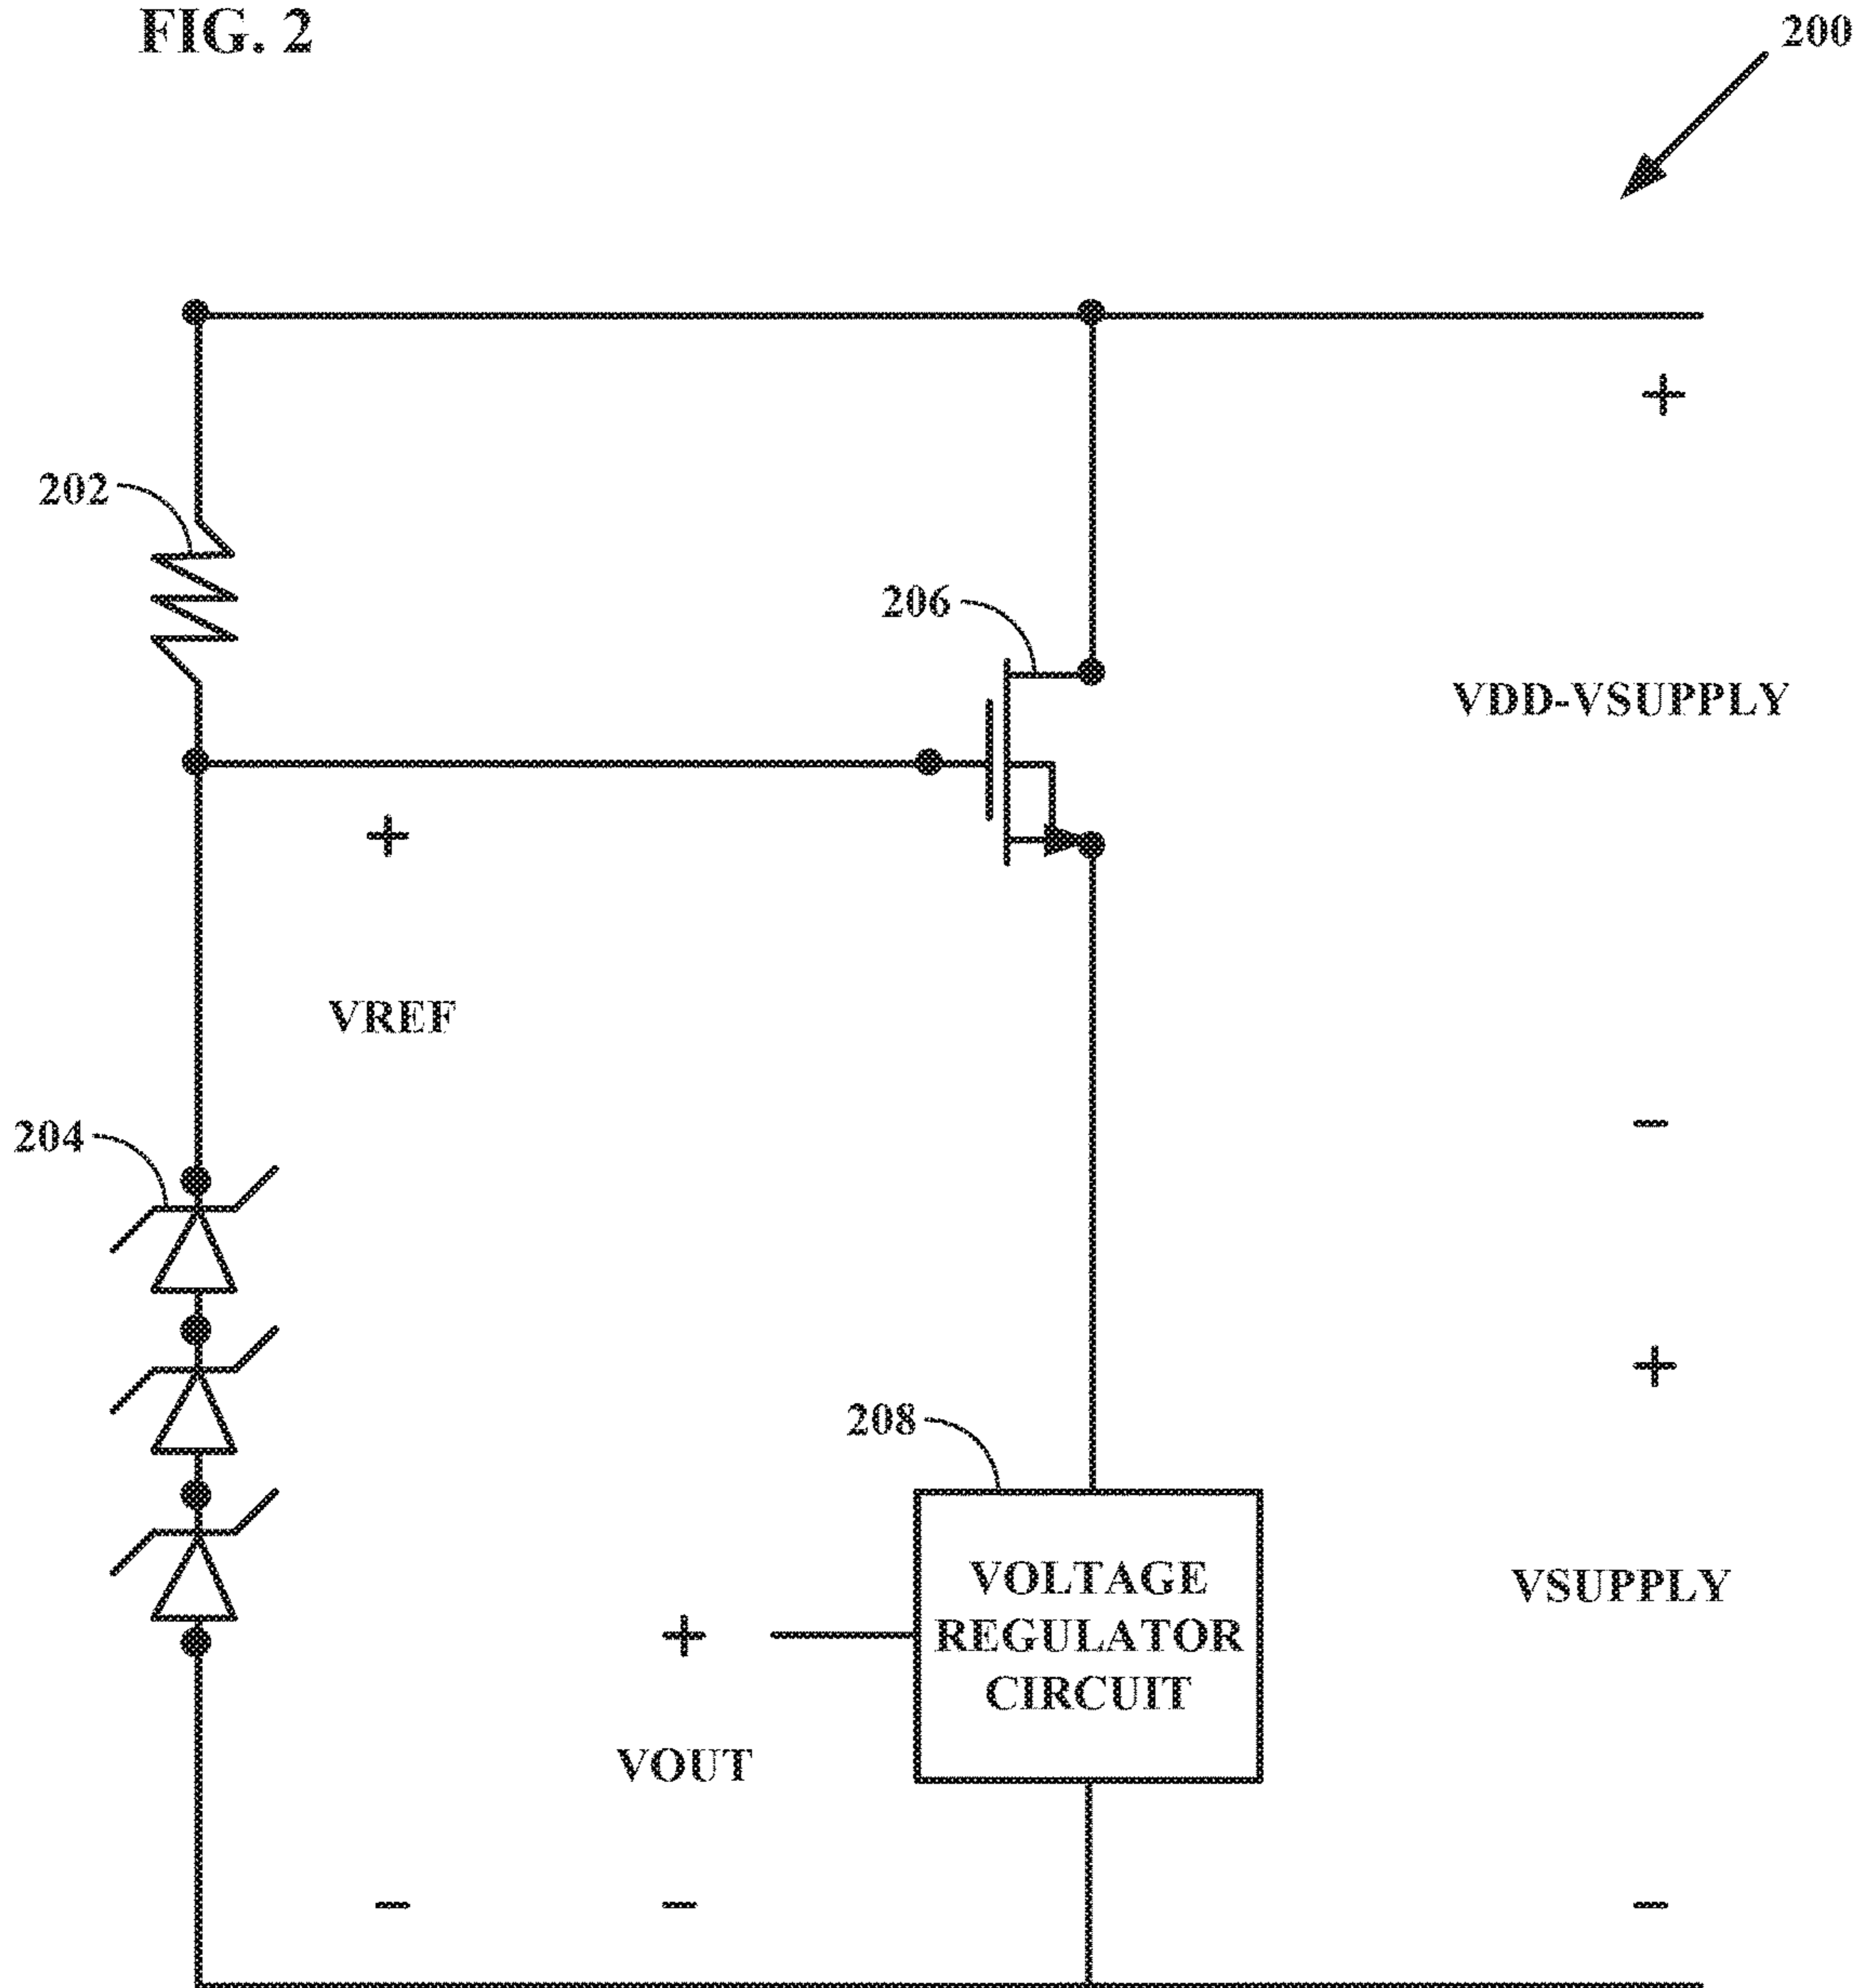 FIG. 2
200
+
202
206
VDD-VSUPPLY
+
VREF
204
−
+
208
VOLTAGE
REGULATOR
CIRCUIT
VSUPPLY
+
VOUT
−
−
−